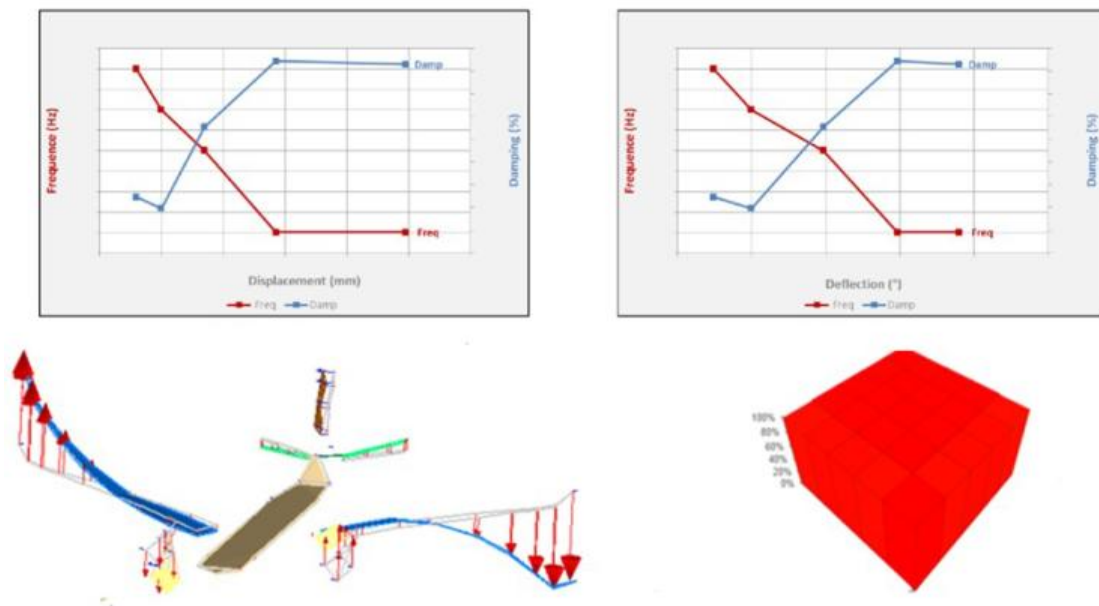 Frequence (Hz)
Damp
Freq
Damping (%)
Displacement (mm)
Freq Damp
Frequence (Hz)
Damp
Freq
Damping (%)
Deflection (°)
Freq Damp
100%
80%
60%
40%
20%
0%